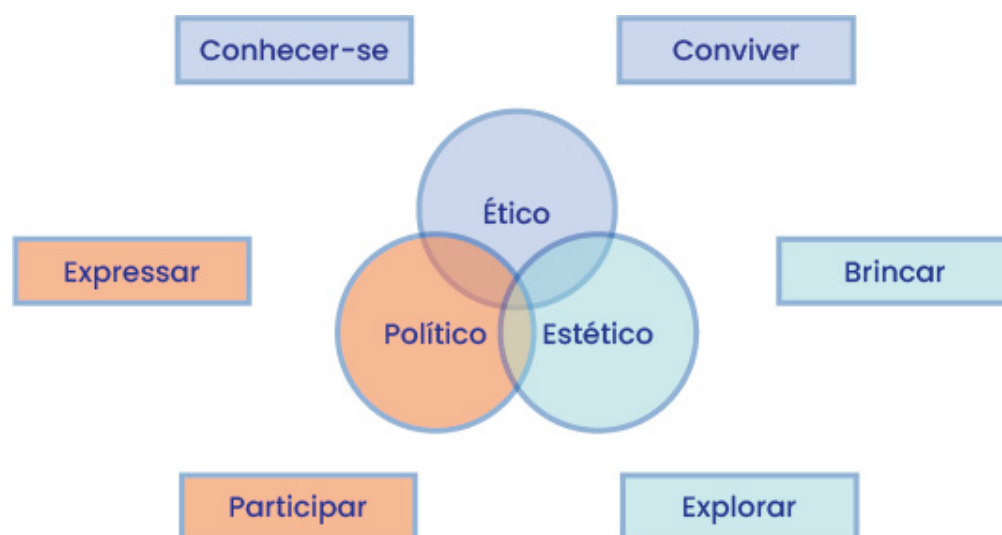 Conhecer-se
Conviver
Ético
Expressar
Brincar
Político
Estético
Participar
Explorar